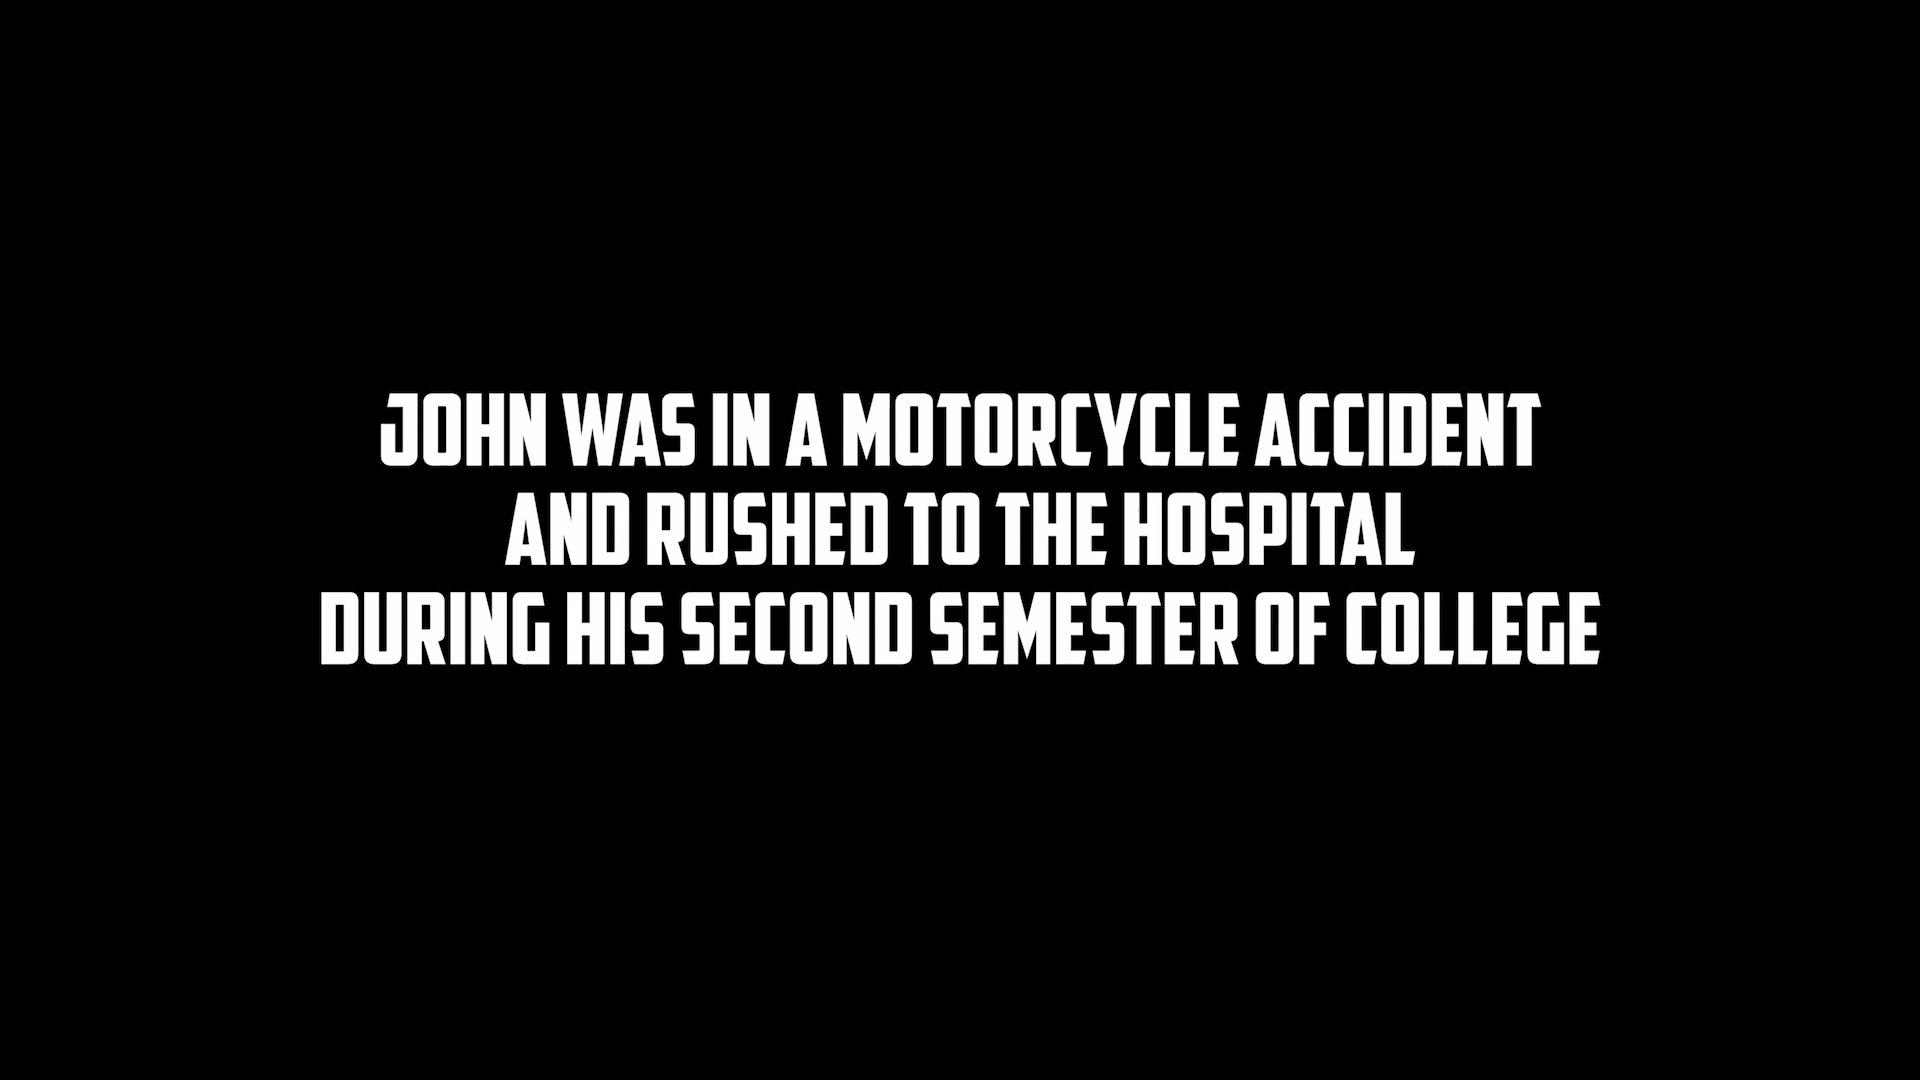 JOHN WAS IN A MOTORCYCLE ACCIDENT
AND RUSHED TO THE HOSPITAL
DURING HIS SECOND SEMESTER OF COLLEGE